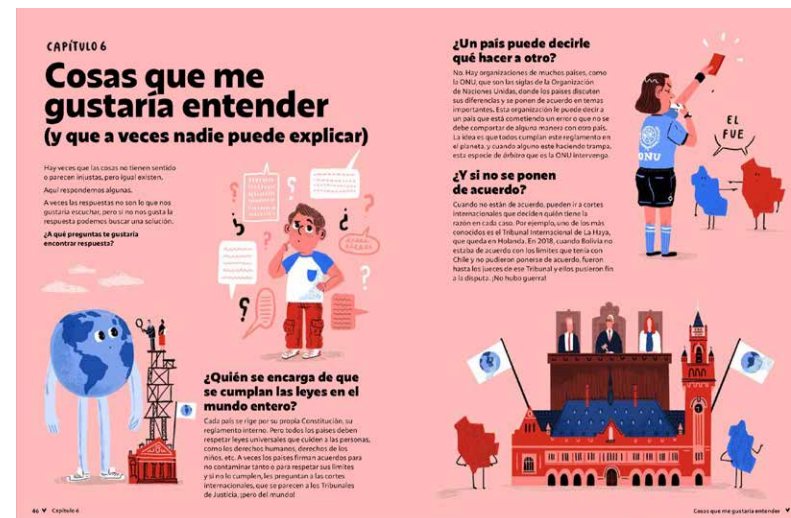 CAPÍTULO 6
Cosas que me
gustaría entender
(y que a veces nadie puede explicar)
Hay veces que las cosas no tienen sentido
o parecen injustas, pero igual existen.
Aquí respondemos algunas.
A veces las respuestas no son lo que nos
gustaría escuchar, pero si no nos gusta la
respuesta podemos buscar una solución.
¿A qué preguntas te gustaría
encontrar respuesta?
¿Quién se encarga de que
se cumplan las leyes en el
mundo entero?
Cada país se rige por su propia Constitución, su
reglamento interno. Pero todos los países deben
respetar leyes universales que cuiden a las personas,
como los derechos humanos, derechos de los
niños, etc. A veces los países firman acuerdos para
no contaminar tanto o para respetar sus límites
y si no lo cumplen, les preguntan a las cortes
internacionales, que se parecen a los Tribunales
de Justicia, ¡pero del mundo!
46 Capítulo 6
¿Un país puede decirle
qué hacer a otro?
No. Hay organizaciones de muchos países, como
la ONU, que son las siglas de la Organización
de Naciones Unidas, donde los países discuten
sus diferencias y se ponen de acuerdo en temas
importantes. Esta organización le puede decir a
un país que está cometiendo un error o que no se
debe comportar de alguna manera con otro país.
La idea es que todos cumplan este reglamento en
el planeta, y cuando alguno esté haciendo trampa,
esta especie de árbitro que es la ONU intervenga.
¿Y si no se ponen
de acuerdo?
Cuando no están de acuerdo, pueden ir a cortes
internacionales que deciden quién tiene la
razón en cada caso. Por ejemplo, uno de los más
conocidos es el Tribunal Internacional de La Haya,
que queda en Holanda. En 2018, cuando Bolivia no
estaba de acuerdo con los límites que tenía con
Chile y no pudieron ponerse de acuerdo, fueron
hasta los jueces de ese Tribunal y ellos pusieron fin
a la disputa. ¡No hubo guerra!
ONU
EL
FUE
Cosas que me gustaría entender